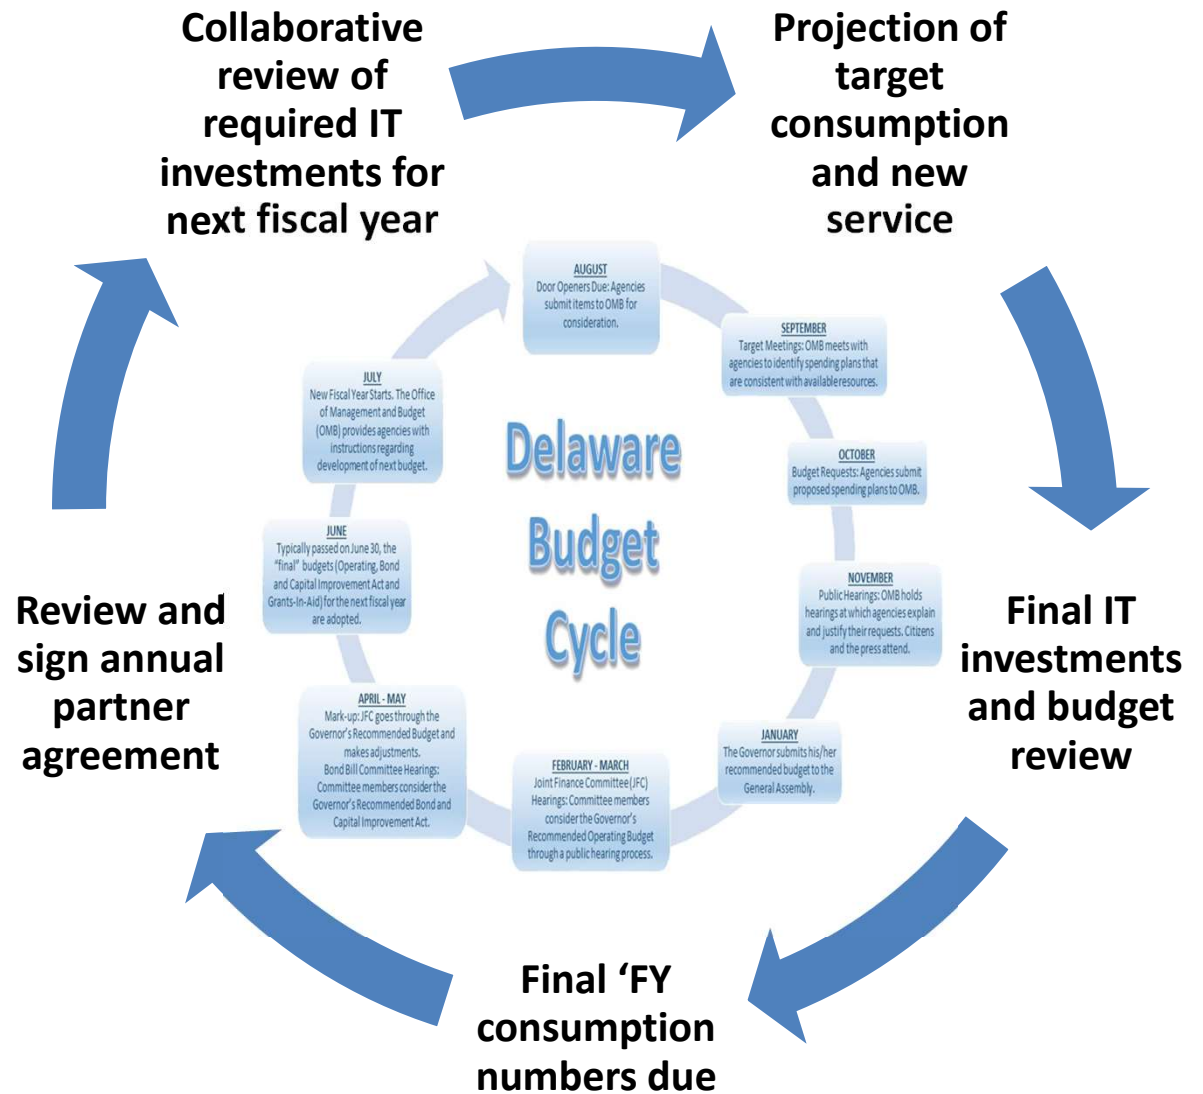 Collaborative
review of
required IT
investments for
next fiscal year
Projection of
target
consumption
and new
service
Final IT
investments
and budget
review
Final ‘FY
consumption
numbers due
Review and
sign annual
partner
agreement
Delaware
Budget
Cycle
AUGUST
Door Openers Due: Agencies
submit items to OMB for
consideration.
SEPTEMBER
Target Meetings: OMB meets with
agencies to identify spending plans that
are consistent with available resources.
OCTOBER
Budget Requests: Agencies submit
proposed spending plans to OMB.
NOVEMBER
Public Hearings: OMB holds
hearings at which agencies explain
and justify their requests. Citizens
and the press attend.
JANUARY
The Governor submits his/her
recommended budget to the
General Assembly.
FEBRUARY - MARCH
Joint Finance Committee (JFC)
Hearings: Committee members
consider the Governor's
Recommended Operating Budget
through a public hearing process.
APRIL - MAY
Mark-up: JFC goes through the
Governor's Recommended Budget and
makes adjustments.
Bond Bill Committee Hearings:
Committee members consider the
Governor's Recommended Bond and
Capital Improvement Act.
JUNE
Typically passed on June 30, the
"final" budgets (Operating, Bond
and Capital Improvement Act and
Grants-In-Aid) for the next fiscal year
are adopted.
JULY
New Fiscal Year Starts. The Office
of Management and Budget
(OMB) provides agencies with
instructions regarding
development of next budget.